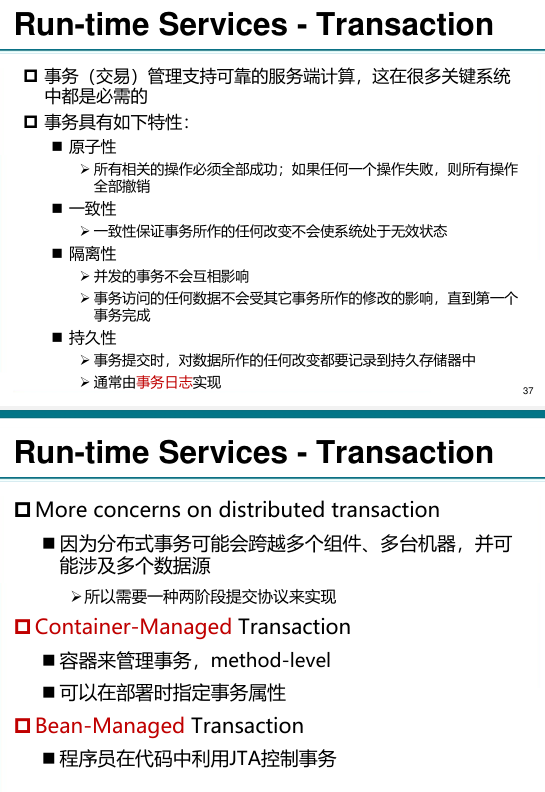 Run-time Services - Transaction
事务（交易）管理支持可靠的服务端计算，这在很多关键系统
中都是必需的
事务具有如下特性：
原子性
所有相关的操作必须全部成功；如果任何一个操作失败，则所有操作
全部撤销
一致性
一致性保证事务所作的任何改变不会使系统处于无效状态
隔离性
并发的事务不会互相影响
事务访问的任何数据不会受其它事务所作的修改的影响，直到第一个
事务完成
持久性
事务提交时，对数据所作的任何改变都要记录到持久存储器中
通常由事务日志实现
37
Run-time Services - Transaction
More concerns on distributed transaction
因为分布式事务可能会跨越多个组件、多台机器，并可
能涉及多个数据源
所以需要一种两阶段提交协议来实现
Container-Managed Transaction
容器来管理事务，method-level
可以在部署时指定事务属性
Bean-Managed Transaction
程序员在代码中利用JTA控制事务